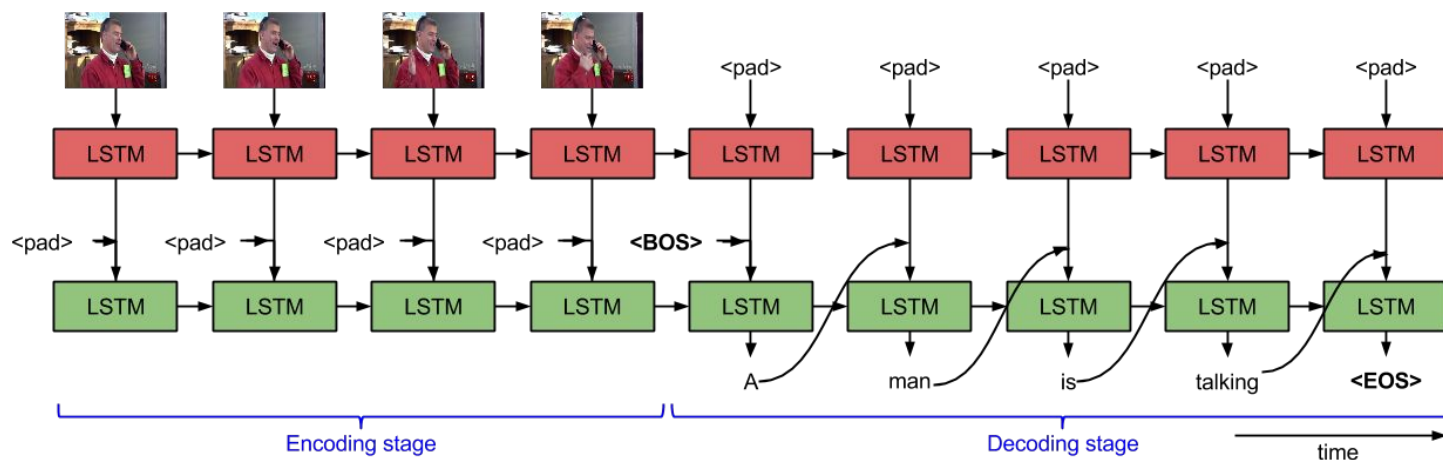 <pad> <pad> <pad> <pad> <pad>
LSTM LSTM LSTM LSTM LSTM LSTM LSTM LSTM LSTM
<pad> <pad> <pad> <pad> <BOS>
LSTM LSTM LSTM LSTM LSTM LSTM LSTM LSTM LSTM
A man is talking <EOS>
Encoding stage Decoding stage
time